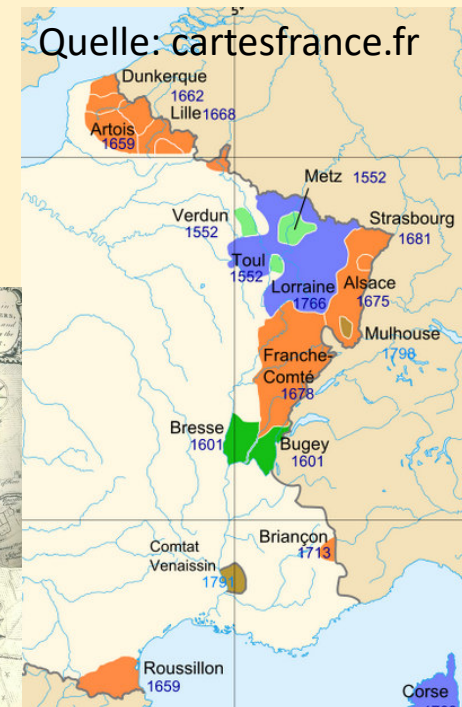 Quelle: cartesfrance.fr
5°
Dunkerque
1662
Lille 1668
Artois
1659
Metz 1552
Verdun
1552
Strasbourg
1681
Toul
1552
Lorraine
1766
Alsace
1675
Mulhouse
1798
Franche-
Comté
1678
Bresse
1601
Bugey
1601
Briançon
1713
Comtat
Venaissin
1791
Roussillon
1659
Corse